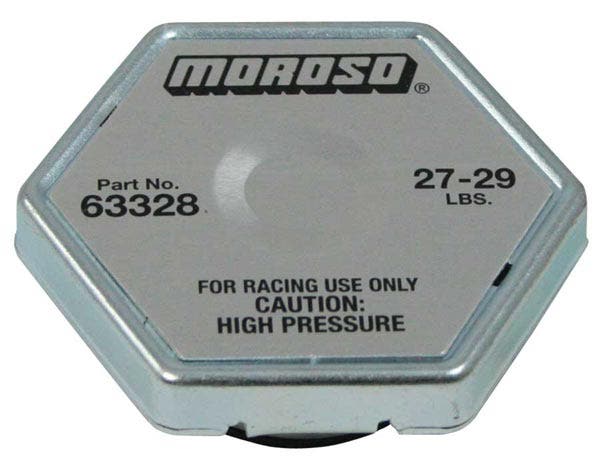 MOROSO®
Part No.
63328
27-29
LBS.
FOR RACING USE ONLY
CAUTION:
HIGH PRESSURE